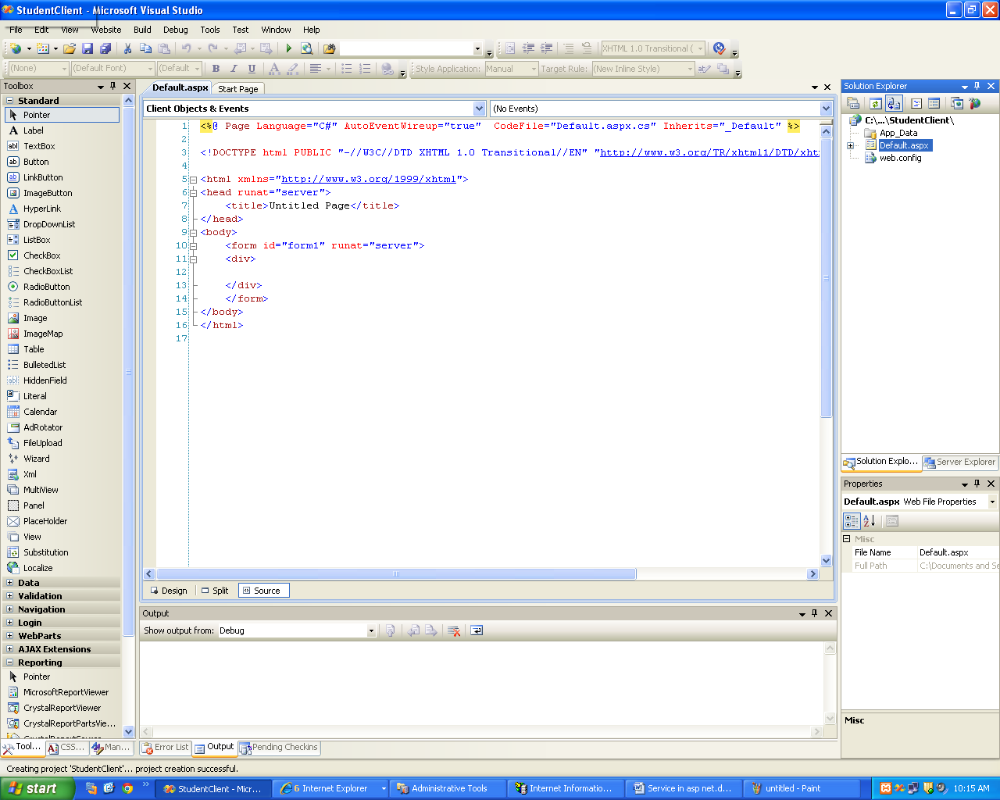 StudentClient - Microsoft Visual Studio
File Edit View Website Build Debug Tools Test Window Help
XHTML 1.0 Transitional (
(None) (Default Font) (Default B I U A Style Application: Manual Target Rule: (New Inline Style)
Toolbox
Default.aspx Start Page
Solution Explorer
Client Objects & Events (No Events)
Standard
Pointer
Label
TextBox
Button
LinkButton
ImageButton
HyperLink
DropDownList
ListBox
CheckBox
CheckBoxList
RadioButton
RadioButtonList
Image
ImageMap
Table
BulletedList
HiddenField
Literal
Calendar
AdRotator
FileUpload
Wizard
Xml
MultiView
Panel
PlaceHolder
View
Substitution
Localize
Data
Validation
Navigation
Login
WebParts
AJAX Extensions
Reporting
Pointer
MicrosoftReportViewer
CrystalReportViewer
CrystalReportPartsVie...
CrystalReportSource
Tool... CSS... Man...
1 <%@ Page Language="C#" AutoEventWireup="true"  CodeFile="Default.aspx.cs" Inherits="_Default" %>
2
3 <!DOCTYPE html PUBLIC "-//W3C//DTD XHTML 1.0 Transitional//EN" "http://www.w3.org/TR/xhtml1/DTD/xhtm
4
5 <html xmlns="http://www.w3.org/1999/xhtml">
6 <head runat="server">
7 <title>Untitled Page</title>
8 </head>
9 <body>
10 <form id="form1" runat="server">
11 <div>
12
13 </div>
14 </form>
15 </body>
16 </html>
17
Design Split Source
Output
Show output from: Debug
Error List Output Pending Checkins
C:\...\StudentClient\
App_Data
Default.aspx
web.config
Solution Explo... Server Explorer
Properties
Default.aspx Web File Properties
Misc
File Name Default.aspx
Full Path C:\Documents and Se
Misc
Creating project 'StudentClient'... project creation successful.
start StudentClient - Micr... 6 Internet Explorer Administrative Tools Internet Informatio... Service in asp net.d... untitled - Paint 10:15 AM